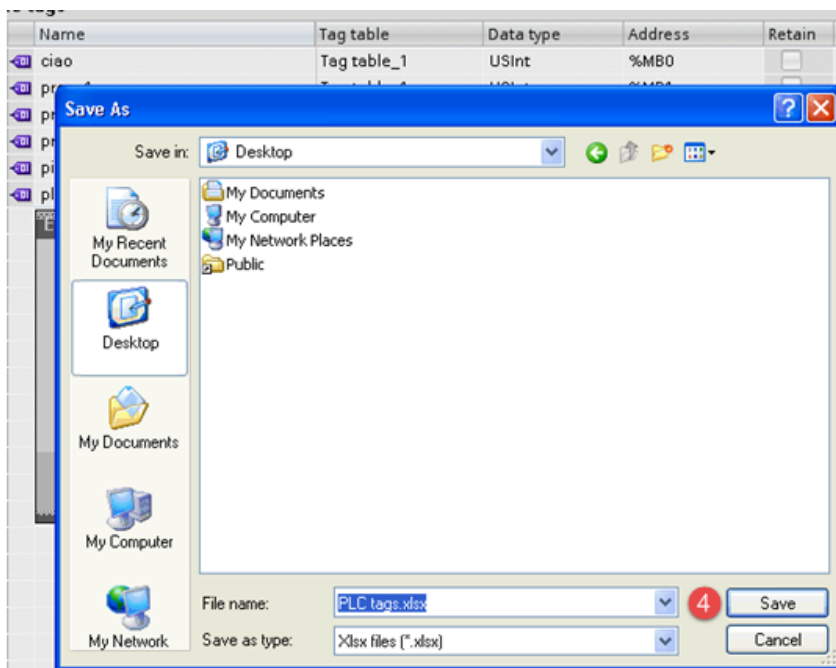 Name Tag table Data type Address Retain
ciao Tag table_1 USInt %MB0
Save As
Save in: Desktop
My Documents
My Computer
My Network Places
Public
My Recent
Documents
Desktop
My Documents
My Computer
My Network
File name: PLC tags.xlsx 4 Save
Save as type: Xlsx files (*.xlsx) Cancel